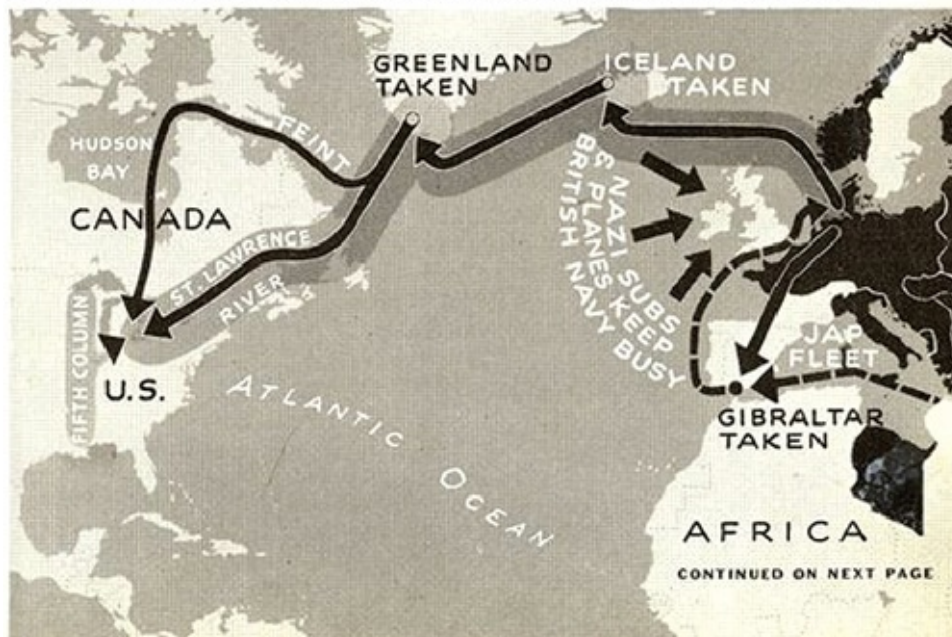 GREENLAND
TAKEN
ICELAND
TAKEN
FEINT
HUDSON
BAY
CANADA
ST. LAWRENCE
RIVER
NAZI SUBS
& PLANES KEEP
BRITISH NAVY BUSY
FIFTH COLUMN
U.S.
JAP
FLEET
GIBRALTAR
TAKEN
ATLANTIC
OCEAN
AFRICA
CONTINUED ON NEXT PAGE